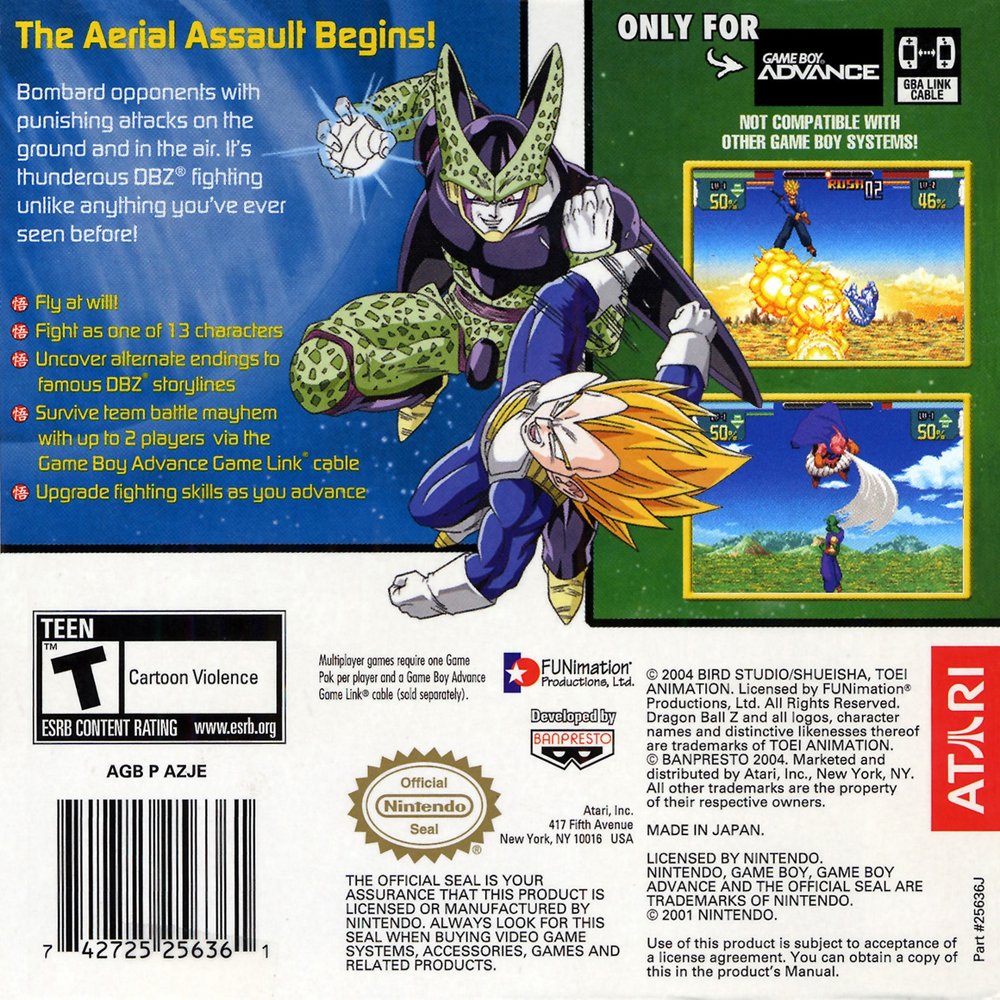 The Aerial Assault Begins!
Bombard opponents with
punishing attacks on the
ground and in the air. It's
thunderous DBZ® fighting
unlike anything you've ever
seen before!
悟 Fly at will!
悟 Fight as one of 13 characters
悟 Uncover alternate endings to
famous DBZ® storylines
悟 Survive team battle mayhem
with up to 2 players via the
Game Boy Advance Game Link® cable
悟 Upgrade fighting skills as you advance
ONLY FOR
GAME BOY
ADVANCE
GBA LINK
CABLE
NOT COMPATIBLE WITH
OTHER GAME BOY SYSTEMS!
LV-1
50%
RUSH 02
LV-2
46%
50%
LV-1
50%
TEEN
T™
Cartoon Violence
ESRB CONTENT RATING www.esrb.org
AGB P AZJE
7 42725 25636 1
Multiplayer games require one Game
Pak per player and a Game Boy Advance
Game Link® cable (sold separately).
FUNimation®
Productions, Ltd.
Developed by
BANPRESTO
Official
Nintendo
Seal
®
Atari, Inc.
417 Fifth Avenue
New York, NY 10016 USA
THE OFFICIAL SEAL IS YOUR
ASSURANCE THAT THIS PRODUCT IS
LICENSED OR MANUFACTURED BY
NINTENDO. ALWAYS LOOK FOR THIS
SEAL WHEN BUYING VIDEO GAME
SYSTEMS, ACCESSORIES, GAMES AND
RELATED PRODUCTS.
© 2004 BIRD STUDIO/SHUEISHA, TOEI
ANIMATION. Licensed by FUNimation®
Productions, Ltd. All Rights Reserved.
Dragon Ball Z and all logos, character
names and distinctive likenesses thereof
are trademarks of TOEI ANIMATION.
© BANPRESTO 2004. Marketed and
distributed by Atari, Inc., New York, NY.
All other trademarks are the property
of their respective owners.
MADE IN JAPAN.
LICENSED BY NINTENDO.
NINTENDO, GAME BOY, GAME BOY
ADVANCE AND THE OFFICIAL SEAL ARE
TRADEMARKS OF NINTENDO.
© 2001 NINTENDO.
Use of this product is subject to acceptance of
a license agreement. You can obtain a copy of
this in the product's Manual.
ATARI
Part #25636J